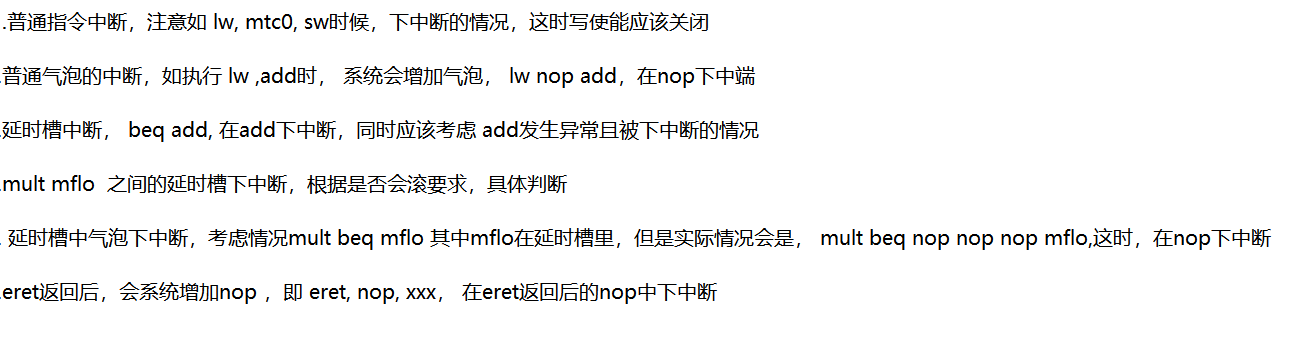 .普通指令中断，注意如 lw, mtc0, sw时候，下中断的情况，这时写使能应该关闭
.普通气泡的中断，如执行 lw ,add时， 系统会增加气泡， lw nop add，在nop下中端
.延时槽中断， beq add, 在add下中断，同时应该考虑 add发生异常且被下中断的情况
.mult mflo  之间的延时槽下中断，根据是否会滚要求，具体判断
. 延时槽中气泡下中断，考虑情况mult beq mflo 其中mflo在延时槽里，但是实际情况会是， mult beq nop nop nop mflo,这时，在nop下中断
.eret返回后，会系统增加nop ，即 eret, nop, xxx， 在eret返回后的nop中下中断